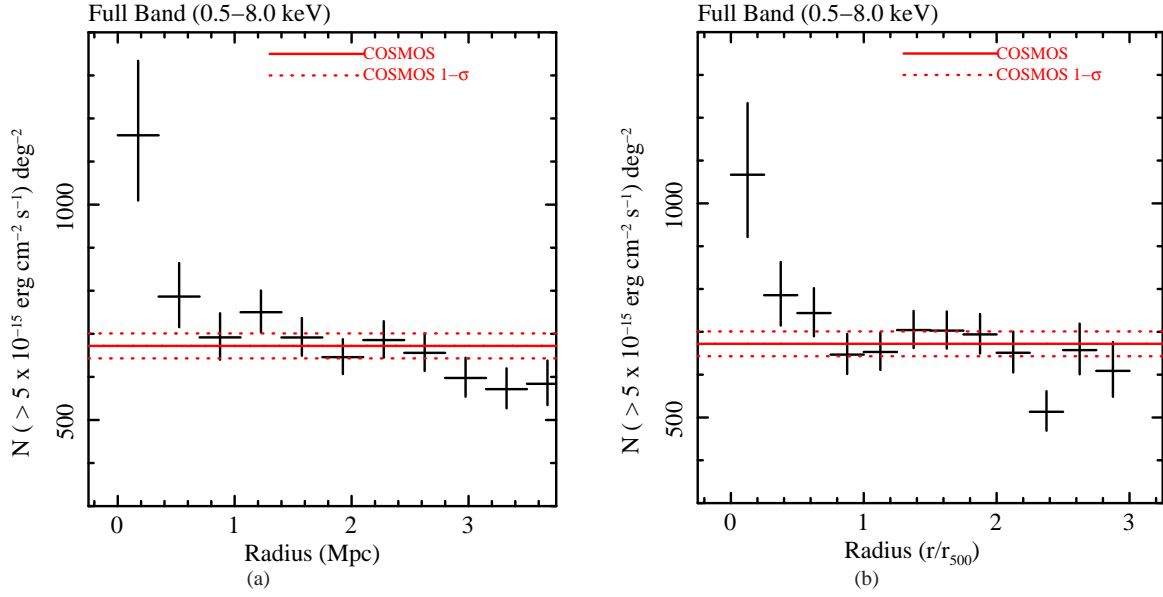 Full Band (0.5−8.0 keV)
COSMOS
COSMOS 1−σ
N ( > 5 x 10⁻¹⁵ erg cm⁻² s⁻¹) deg⁻²
1000
500
0 1 2 3
Radius (Mpc)
(a)
Full Band (0.5−8.0 keV)
COSMOS
COSMOS 1−σ
N ( > 5 x 10⁻¹⁵ erg cm⁻² s⁻¹) deg⁻²
1000
500
0 1 2 3
Radius (r/r₅₀₀)
(b)